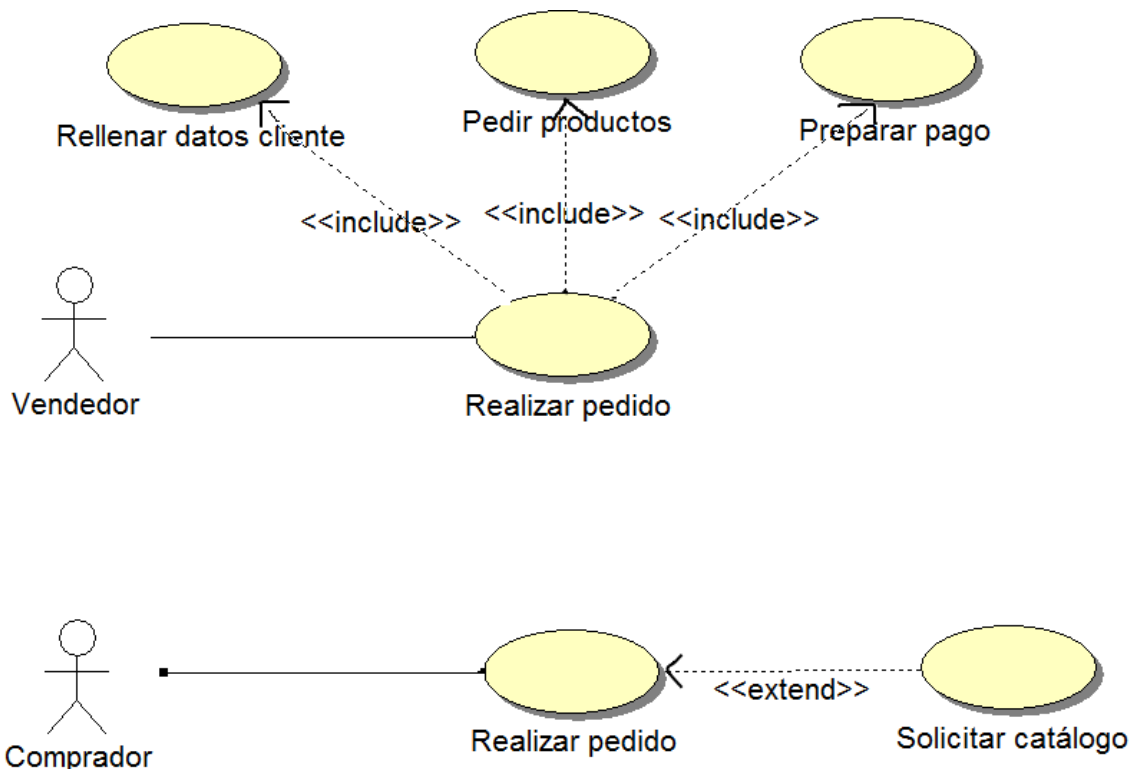 Rellenar datos cliente
Pedir productos
Preparar pago
<<include>>
<<include>>
<<include>>
Vendedor
Realizar pedido
<<extend>>
Comprador
Realizar pedido
Solicitar catálogo